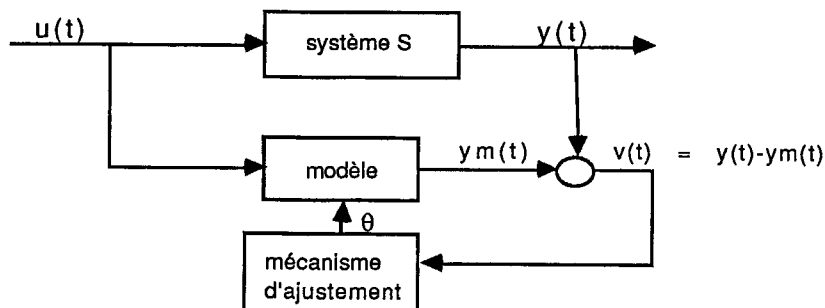 u(t)
système S
y(t)
modèle
ym(t)
v(t) = y(t)-ym(t)
θ
mécanisme
d'ajustement